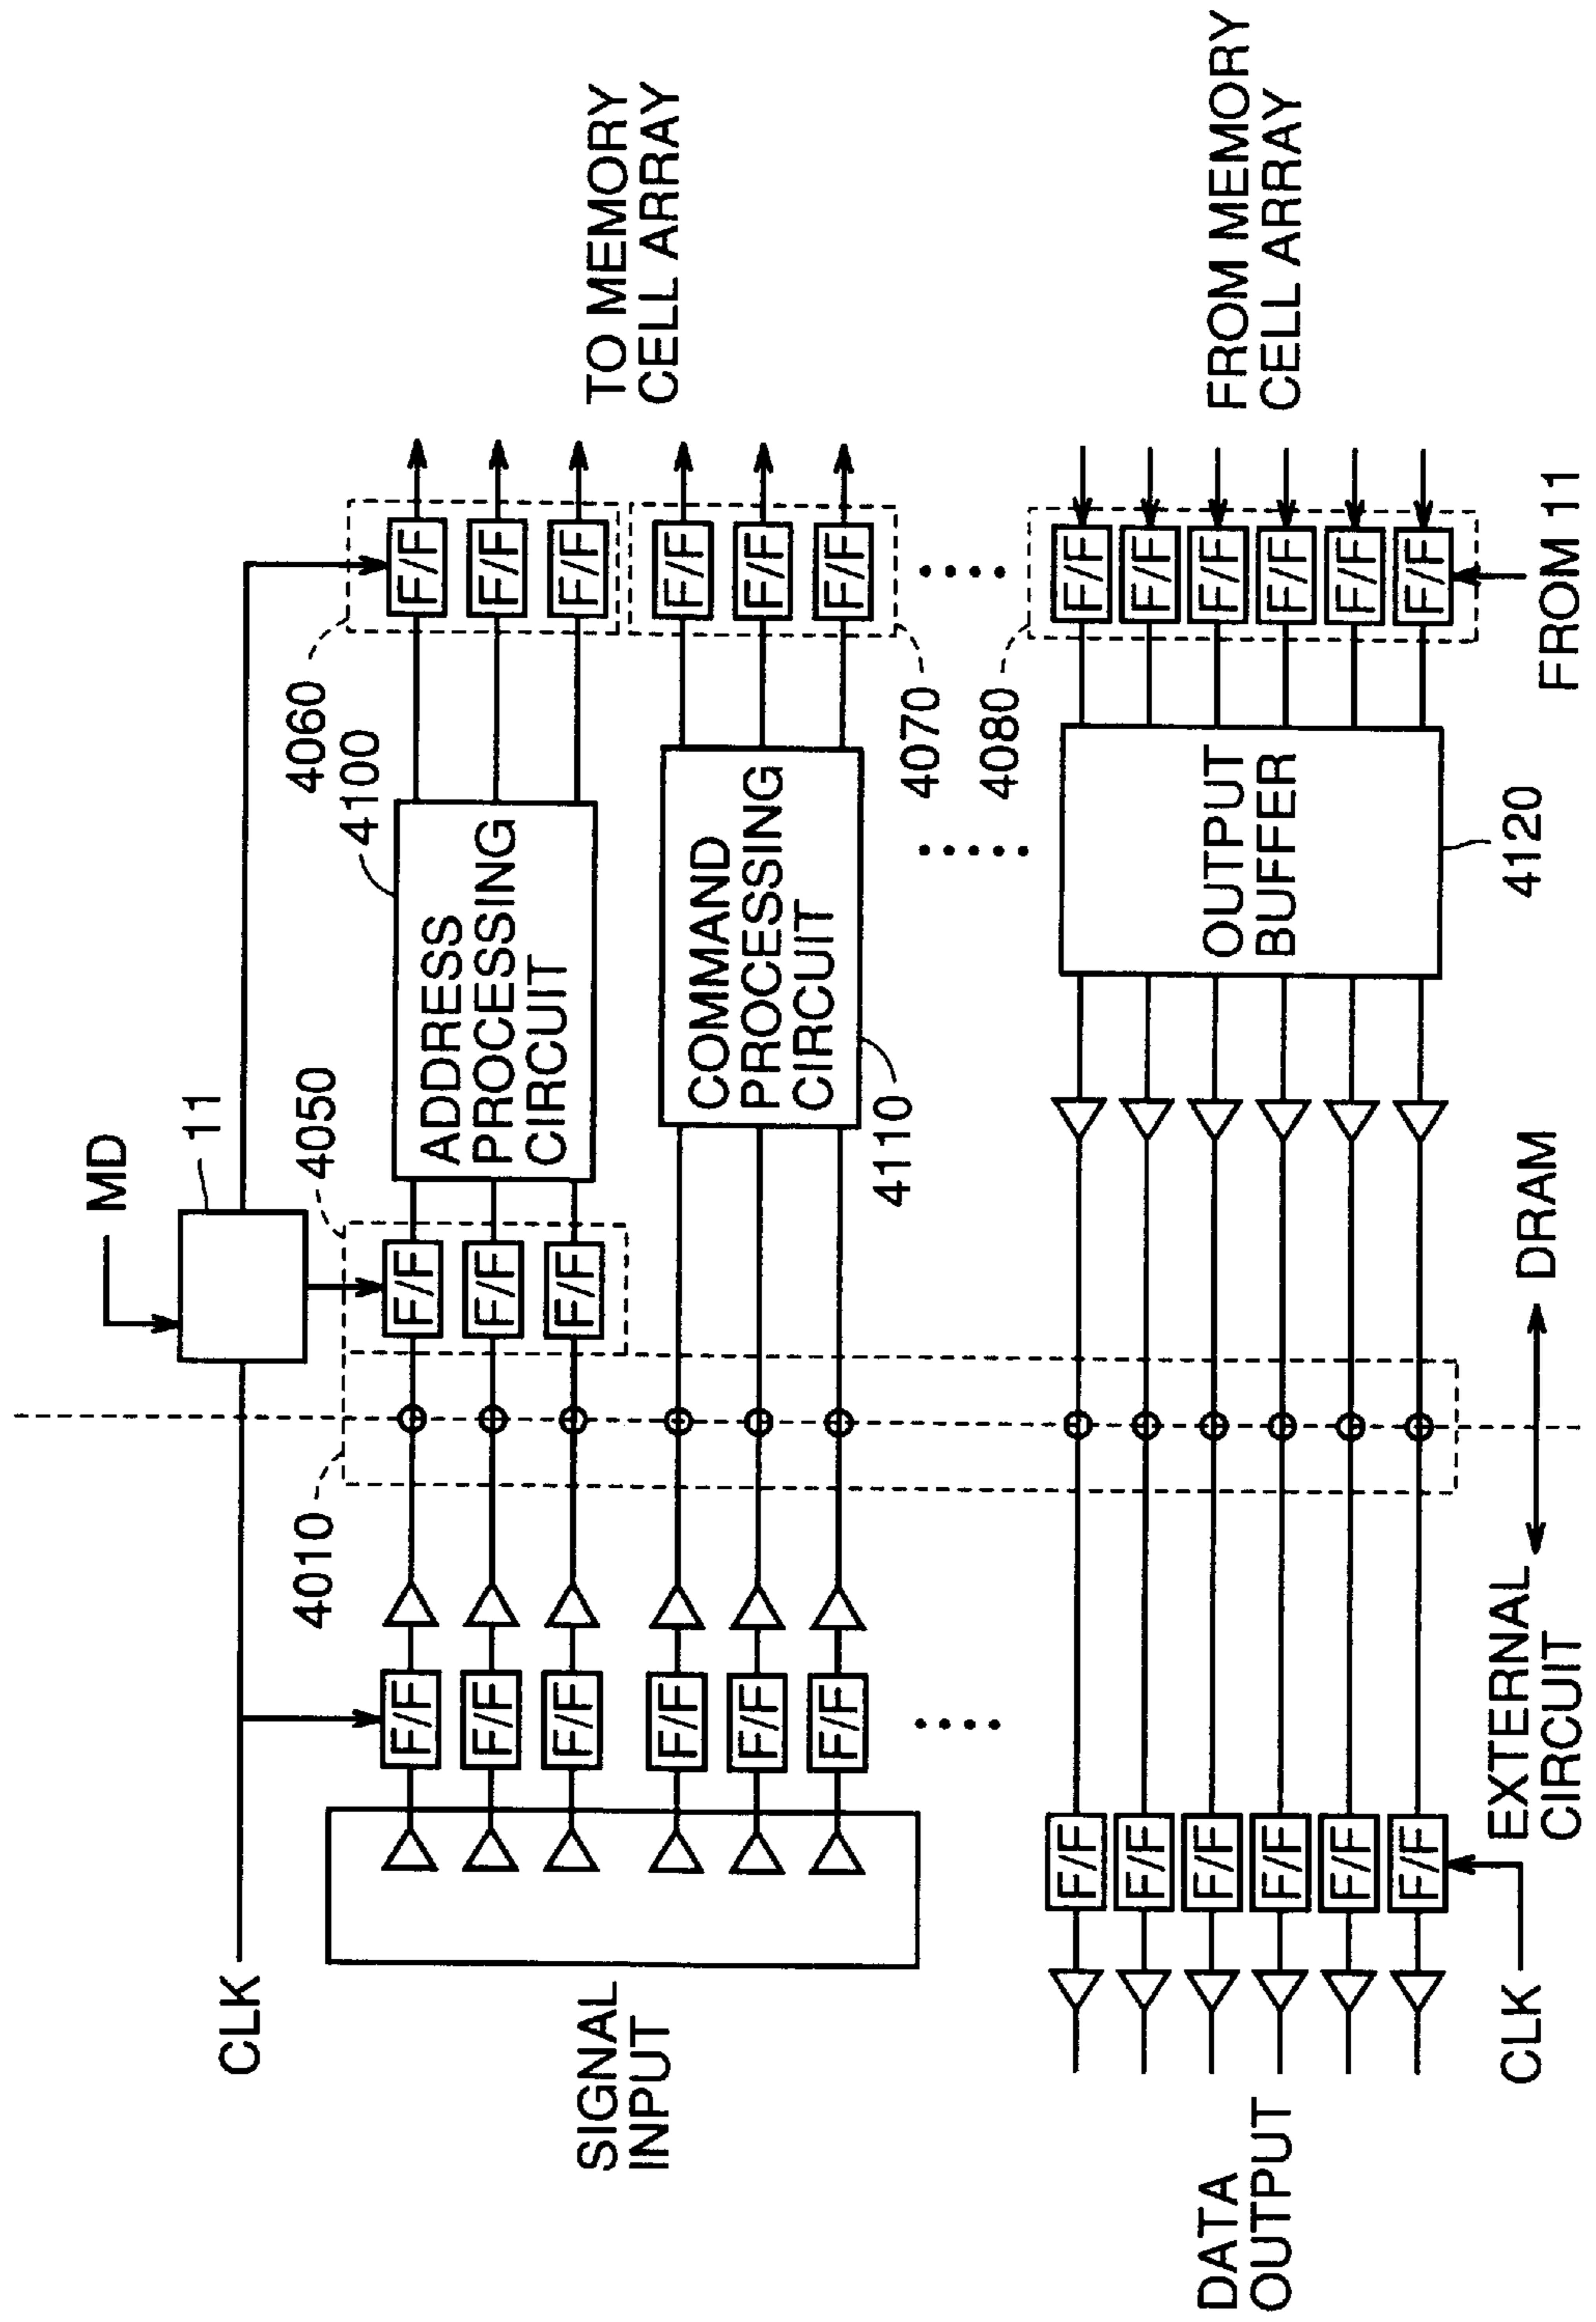 MD
CLK
11
4050
4060
4100
F/F
F/F
F/F
F/F
F/F
F/F
F/F
F/F
F/F
ADDRESS
PROCESSING
CIRCUIT
TO MEMORY
CELL ARRAY
4010
SIGNAL
INPUT
F/F
F/F
F/F
F/F
F/F
F/F
COMMAND
PROCESSING
CIRCUIT
4110
4070
4080
F/F
F/F
F/F
F/F
F/F
F/F
OUTPUT
BUFFER
F/F
F/F
F/F
F/F
F/F
F/F
FROM MEMORY
CELL ARRAY
DATA
OUTPUT
4120
CLK
EXTERNAL
CIRCUIT
DRAM
FROM 11